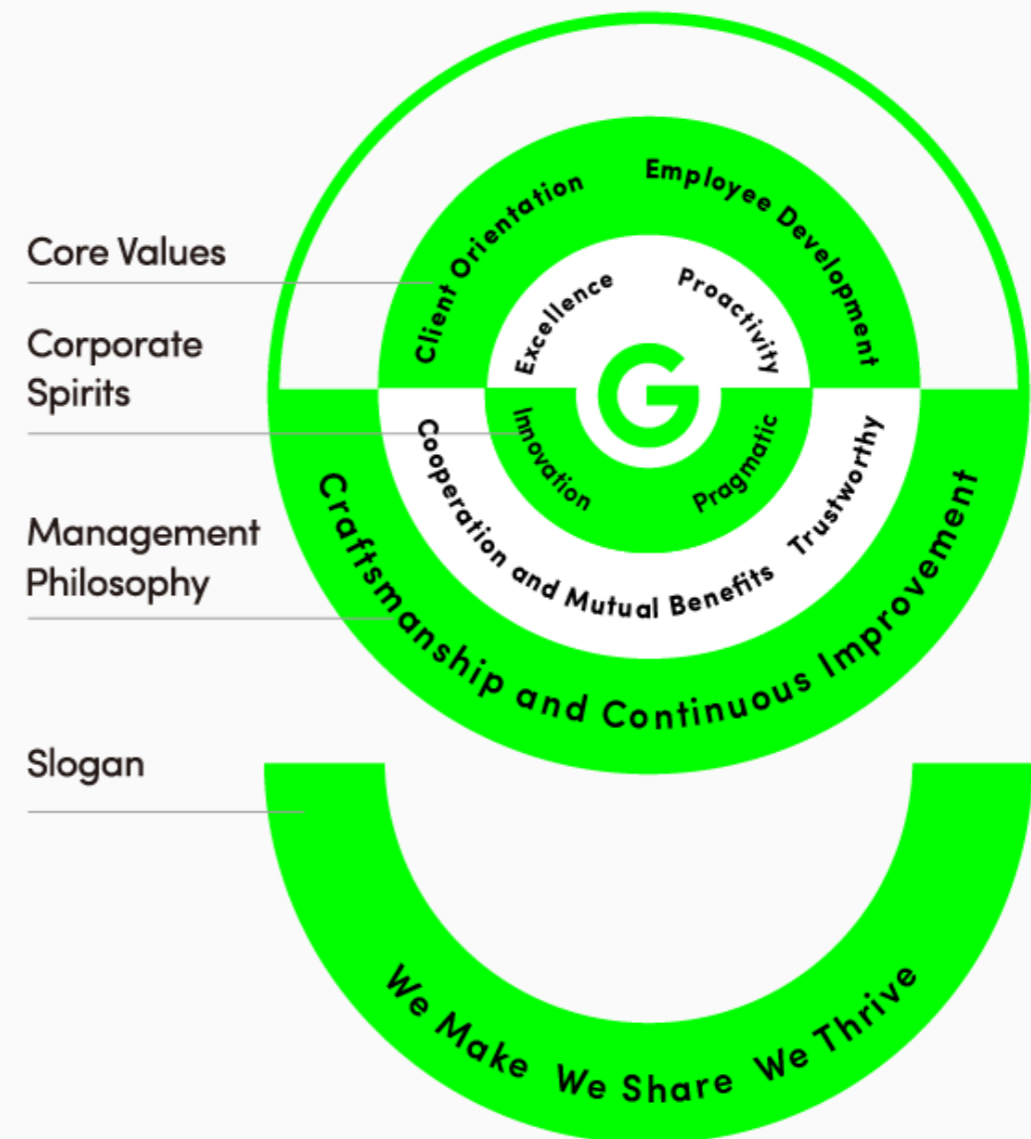 Core Values
Corporate
Spirits
Management
Philosophy
Slogan
Client Orientation
Employee Development
Excellence
Proactivity
G
Innovation
Pragmatic
Cooperation and Mutual Benefits
Trustworthy
Craftsmanship and Continuous Improvement
We Make We Share We Thrive